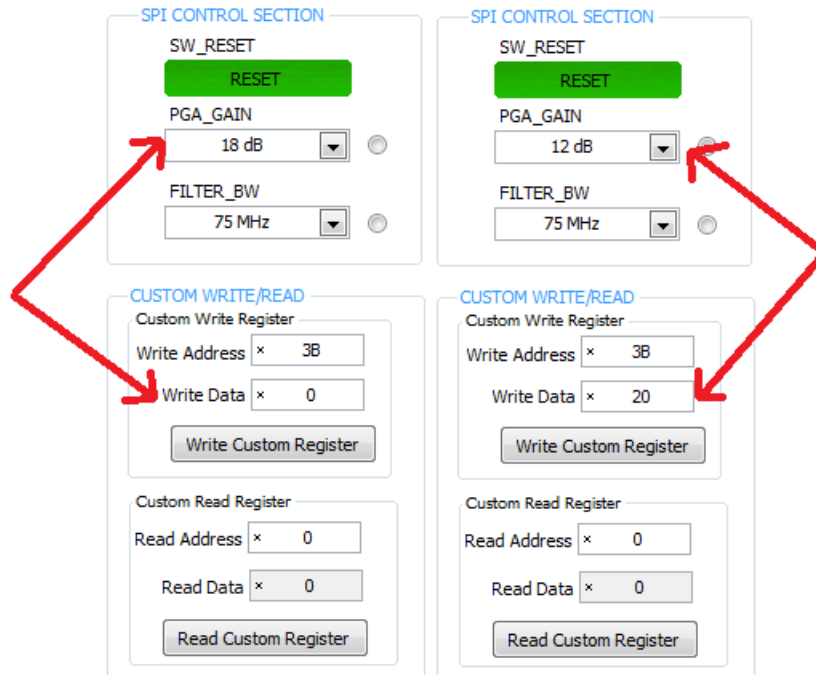 SPI CONTROL SECTION
SW_RESET
RESET
PGA_GAIN
18 dB
FILTER_BW
75 MHz
CUSTOM WRITE/READ
Custom Write Register
Write Address × 3B
Write Data × 0
Write Custom Register
Custom Read Register
Read Address × 0
Read Data × 0
Read Custom Register
SPI CONTROL SECTION
SW_RESET
RESET
PGA_GAIN
12 dB
FILTER_BW
75 MHz
CUSTOM WRITE/READ
Custom Write Register
Write Address × 3B
Write Data × 20
Write Custom Register
Custom Read Register
Read Address × 0
Read Data × 0
Read Custom Register